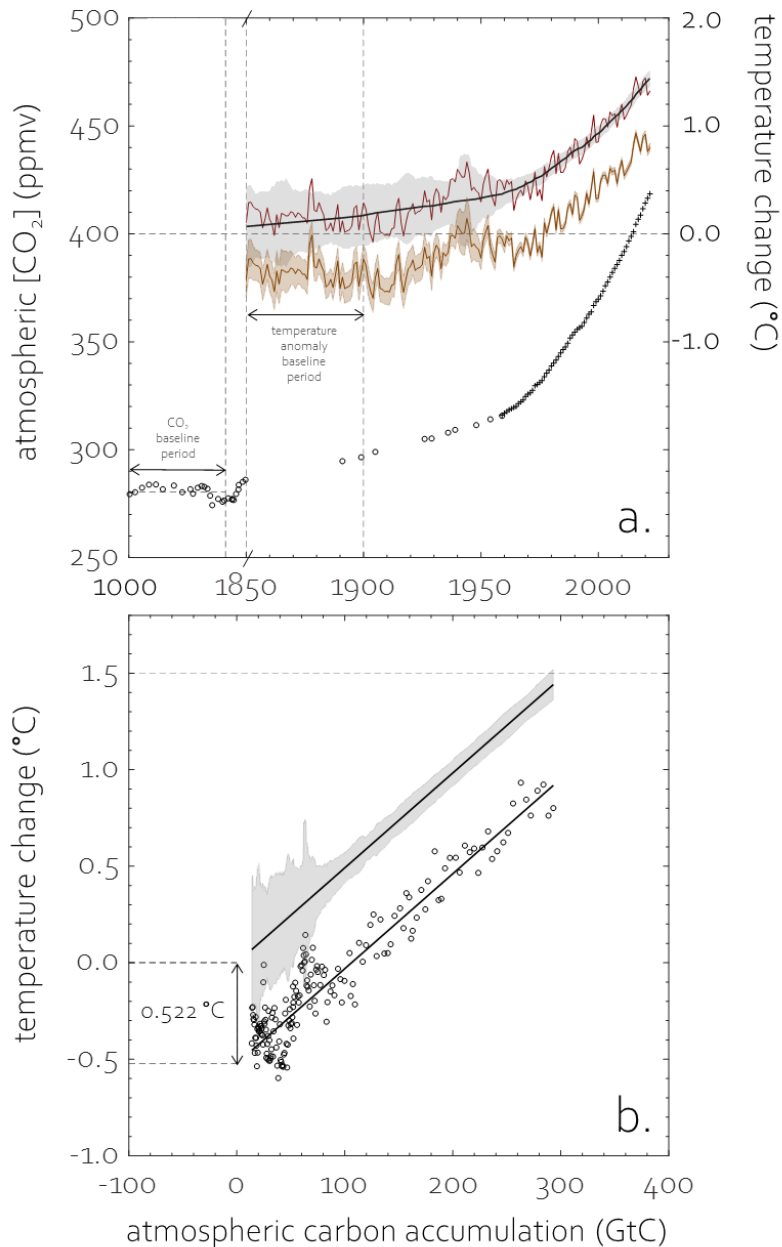 500
450
400
350
300
250
atmospheric [CO₂] (ppmv)
2.0
1.0
0.0
-1.0
temperature change (°C)
temperature
anomaly
baseline
period
CO₂
baseline
period
a.
1000
1850
1900
1950
2000
1.5
1.0
0.5
0.0
-0.5
-1.0
temperature change (°C)
0.522 °C
b.
-100
0
100
200
300
400
atmospheric carbon accumulation (GtC)